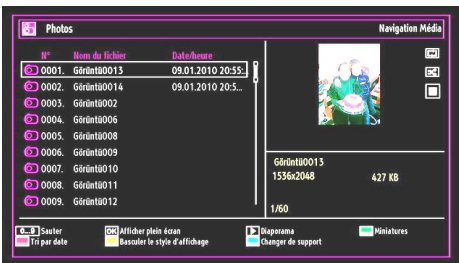 Photos
Navigation Média
N° Nom du fichier Date/heure
0001. Görüntü0013 09.01.2010 20:55:.
0002. Görüntü0014 09.01.2010 20:5...
0003. Görüntü002
0004. Görüntü006
0005. Görüntü008
0006. Görüntü009
0007. Görüntü010
0008. Görüntü011
0009. Görüntü012
Görüntü0013
1536x2048 427 KB
1/60
0...9 Sauter OK Afficher plein écran Diaporama Miniatures
Tri par date Basculer le style d'affichage Changer de support